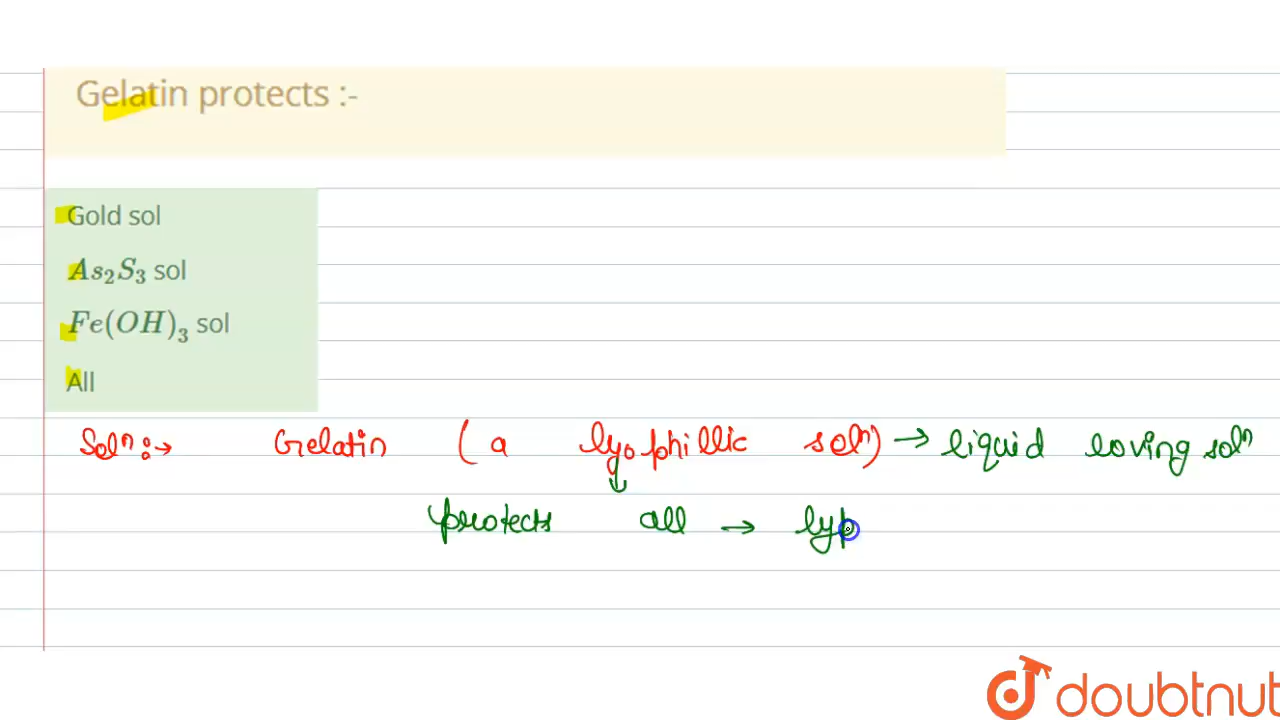 Gelatin protects :-
Gold sol
As₂S₃ sol
Fe(OH)₃ sol
All
Solⁿ :→ Gelatin (a lyophillic solⁿ) → liquid loving solⁿ
protects all → lyp
doubtnut